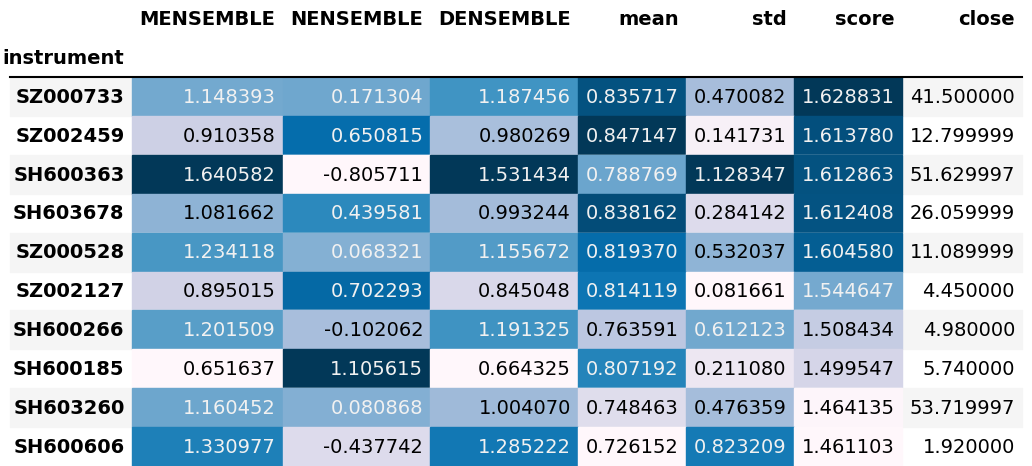 MENSEMBLE NENSEMBLE DENSEMBLE mean std score close
instrument
SZ000733 1.148393 0.171304 1.187456 0.835717 0.470082 1.628831 41.500000
SZ002459 0.910358 0.650815 0.980269 0.847147 0.141731 1.613780 12.799999
SH600363 1.640582 -0.805711 1.531434 0.788769 1.128347 1.612863 51.629997
SH603678 1.081662 0.439581 0.993244 0.838162 0.284142 1.612408 26.059999
SZ000528 1.234118 0.068321 1.155672 0.819370 0.532037 1.604580 11.089999
SZ002127 0.895015 0.702293 0.845048 0.814119 0.081661 1.544647 4.450000
SH600266 1.201509 -0.102062 1.191325 0.763591 0.612123 1.508434 4.980000
SH600185 0.651637 1.105615 0.664325 0.807192 0.211080 1.499547 5.740000
SH603260 1.160452 0.080868 1.004070 0.748463 0.476359 1.464135 53.719997
SH600606 1.330977 -0.437742 1.285222 0.726152 0.823209 1.461103 1.920000